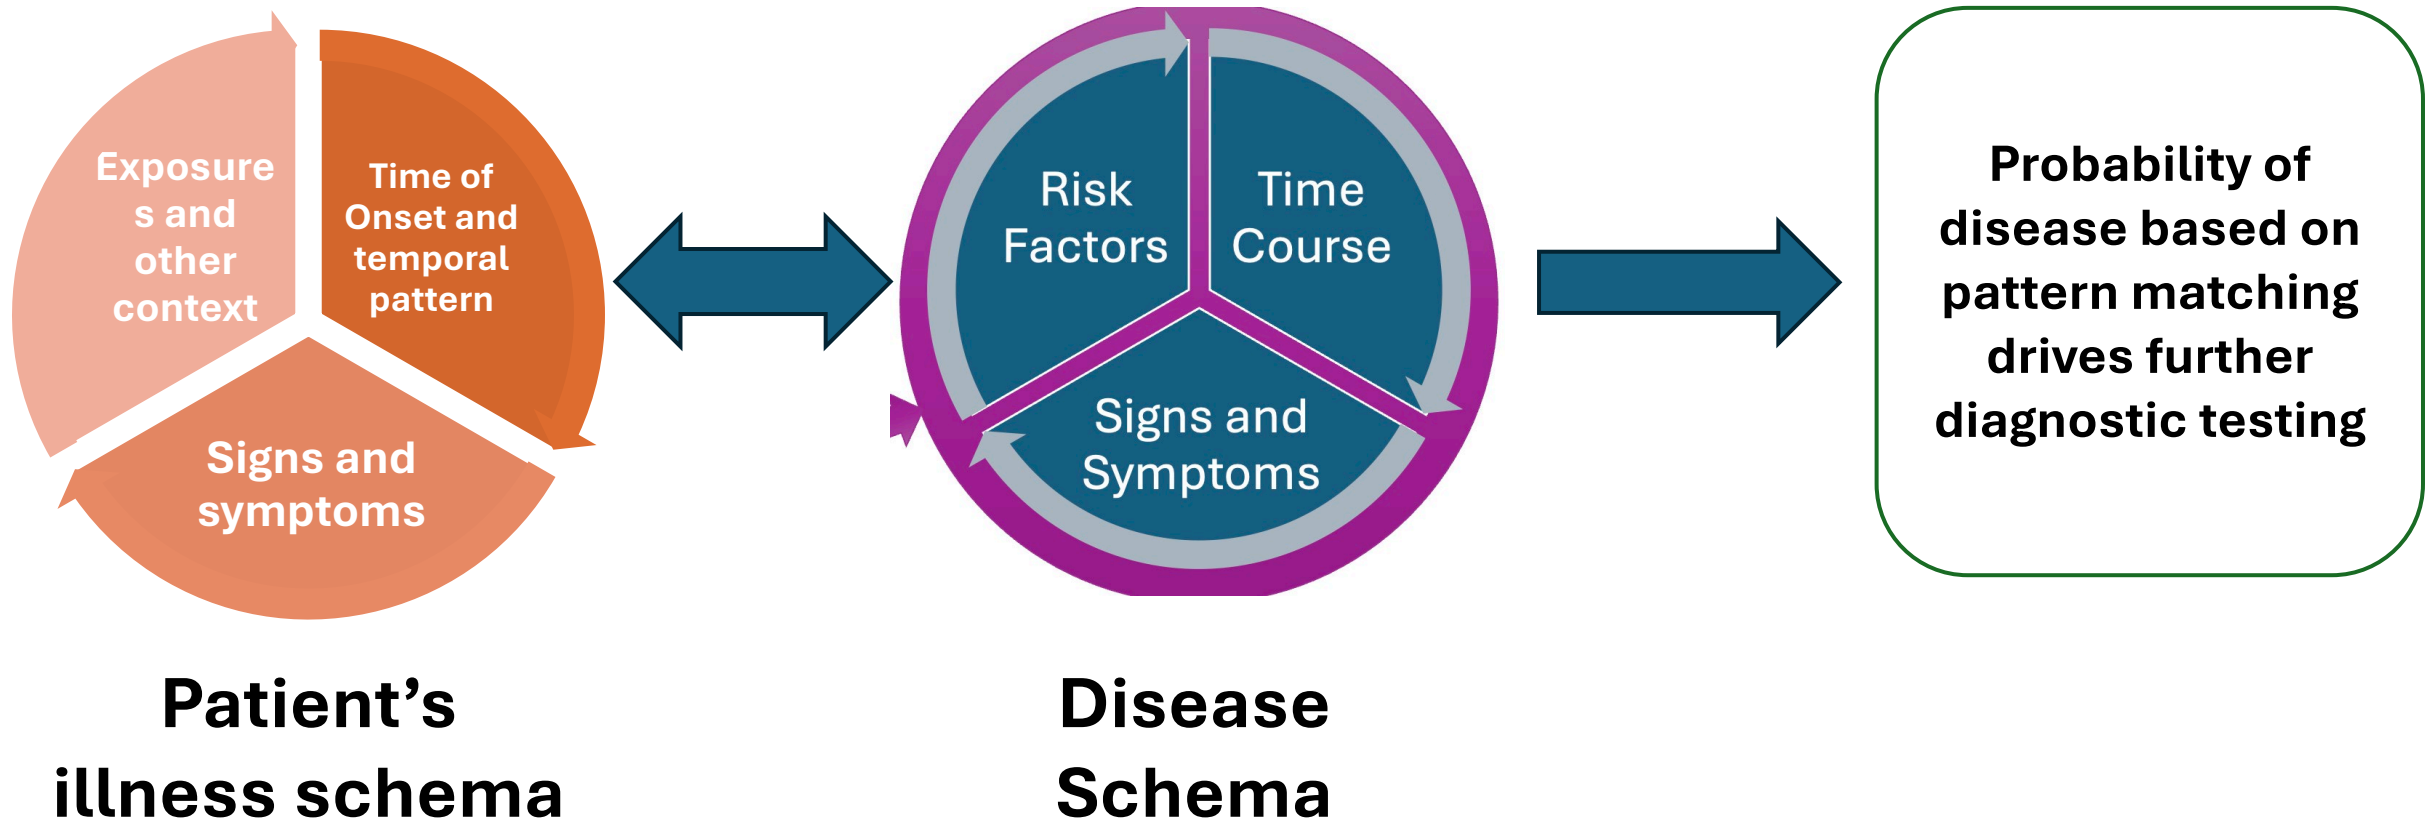 Exposure
s and
other
context
Time of
Onset and
temporal
pattern
Signs and
symptoms
Risk
Factors
Time
Course
Signs and
Symptoms
Probability of
disease based on
pattern matching
drives further
diagnostic testing
Patient’s
illness schema
Disease
Schema